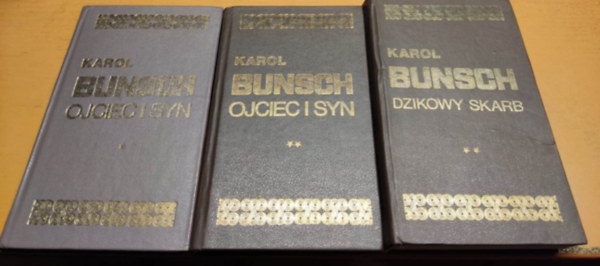 KAROL
BUNSCH
OJCIEC I SYN
*
KAROL
BUNSCH
OJCIEC I SYN
**
KAROL
BUNSCH
DZIKOWY SKARB
**